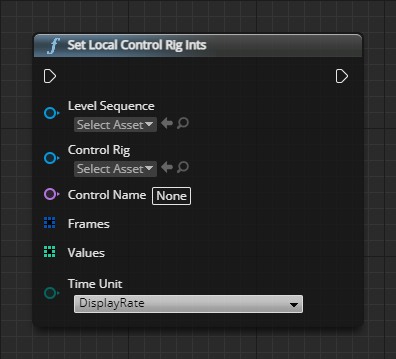 f Set Local Control Rig Ints
Level Sequence
Select Asset
Control Rig
Select Asset
Control Name None
Frames
Values
Time Unit
DisplayRate